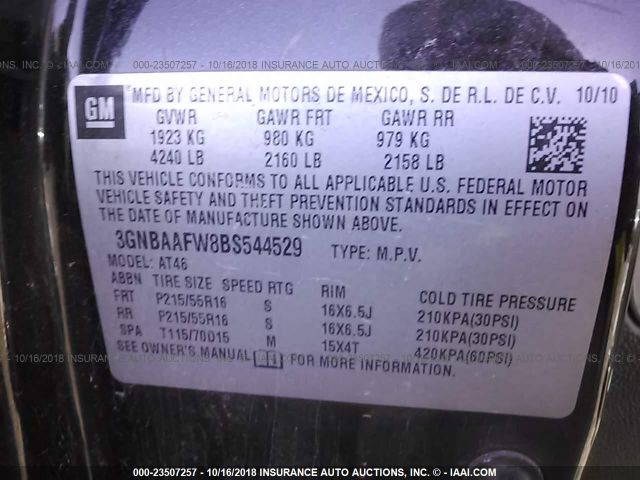 000-23507257 - 10/16/2018 INSURANCE AUTO AUCTIONS, INC. © - IAAI.COM
GM
MFD BY GENERAL MOTORS DE MEXICO, S. DE R.L. DE C.V. 10/10
GVWR GAWR FRT GAWR RR
1923 KG 980 KG 979 KG
4240 LB 2160 LB 2158 LB
THIS VEHICLE CONFORMS TO ALL APPLICABLE U.S. FEDERAL MOTOR
VEHICLE SAFETY AND THEFT PREVENTION STANDARDS IN EFFECT ON
THE DATE OF MANUFACTURE SHOWN ABOVE.
3GNBAAFW8BS544529 TYPE: M.P.V.
MODEL: AT46
ABBN TIRE SIZE SPEED RTG RIM COLD TIRE PRESSURE
FRT P215/55R16 S 16X6.5J 210KPA(30PSI)
RR P215/55R16 S 16X6.5J 210KPA(30PSI)
SPA T115/70D15 M 15X4T 420KPA(60PSI)
SEE OWNER'S MANUAL FOR MORE INFORMATION.
000-23507257 - 10/16/2018 INSURANCE AUTO AUCTIONS, INC. © - IAAI.COM